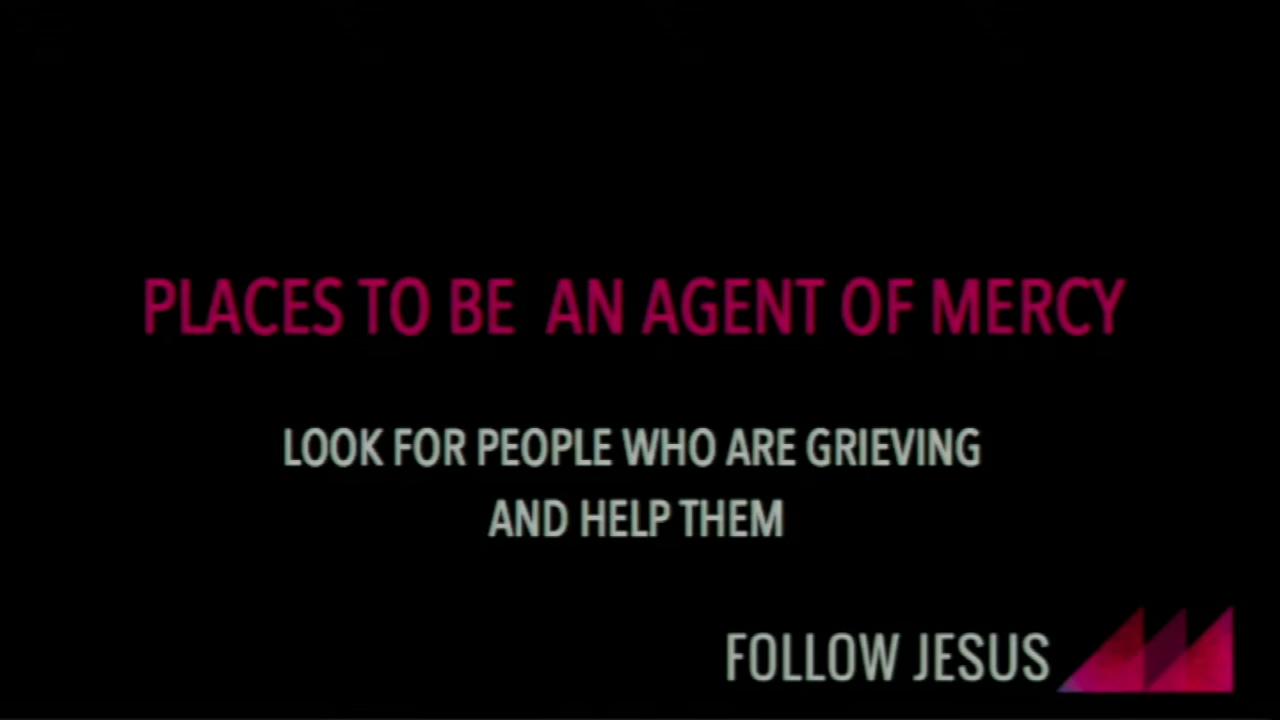 PLACES TO BE  AN AGENT OF MERCY
LOOK FOR PEOPLE WHO ARE GRIEVING
AND HELP THEM
FOLLOW JESUS